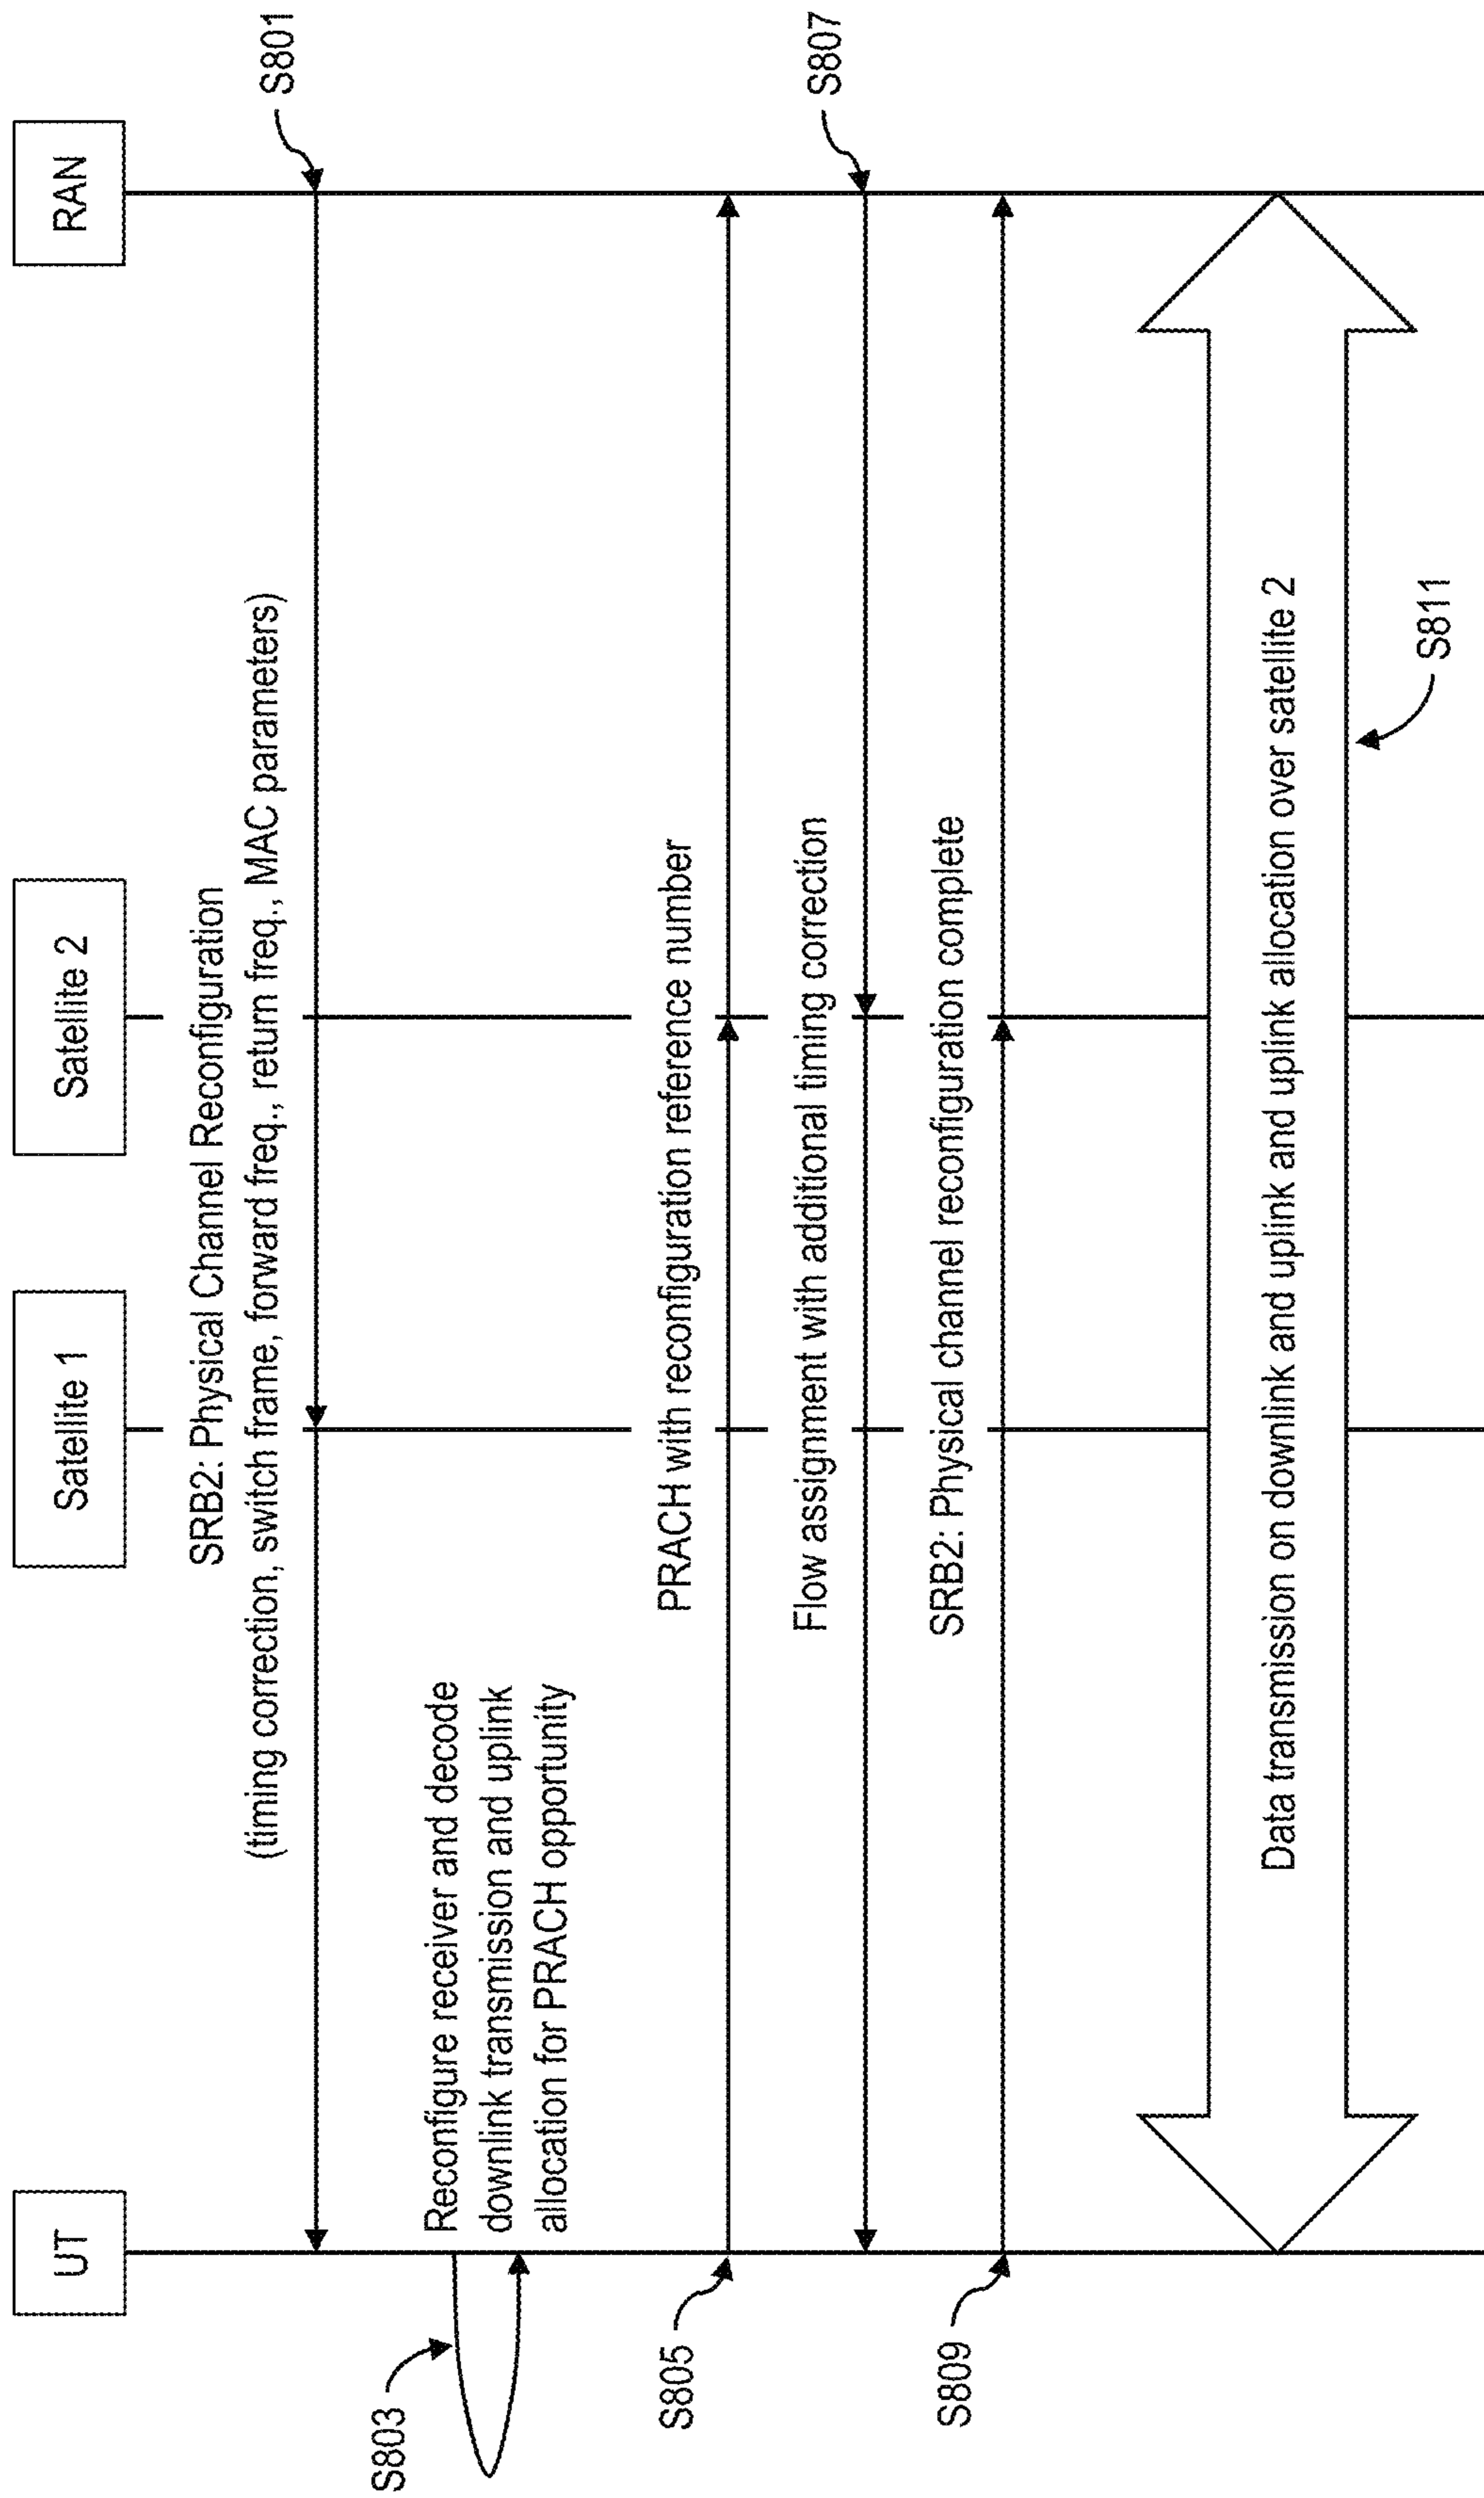 UT
Satellite 1
Satellite 2
RAN
SRB2: Physical Channel Reconfiguration
(timing correction, switch frame, forward freq., return freq., MAC parameters)
S801
S803
Reconfigure receiver and decode
downlink transmission and uplink
allocation for PRACH opportunity
S805
PRACH with reconfiguration reference number
Flow assignment with additional timing correction
S807
S809
SRB2: Physical channel reconfiguration complete
Data transmission on downlink and uplink and uplink allocation over satellite 2
S811